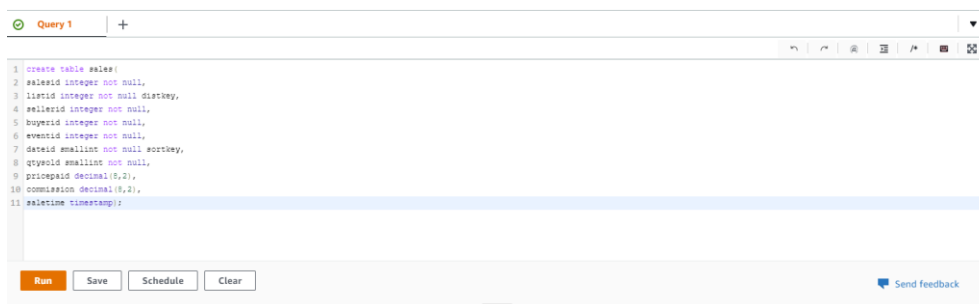 Query 1 +
1 create table sales(
2 salesid integer not null,
3 listid integer not null distkey,
4 sellerid integer not null,
5 buyerid integer not null,
6 eventid integer not null,
7 dateid smallint not null sortkey,
8 qtysold smallint not null,
9 pricepaid decimal(8,2),
10 commission decimal(8,2),
11 saletime timestamp);
Run Save Schedule Clear
Send feedback